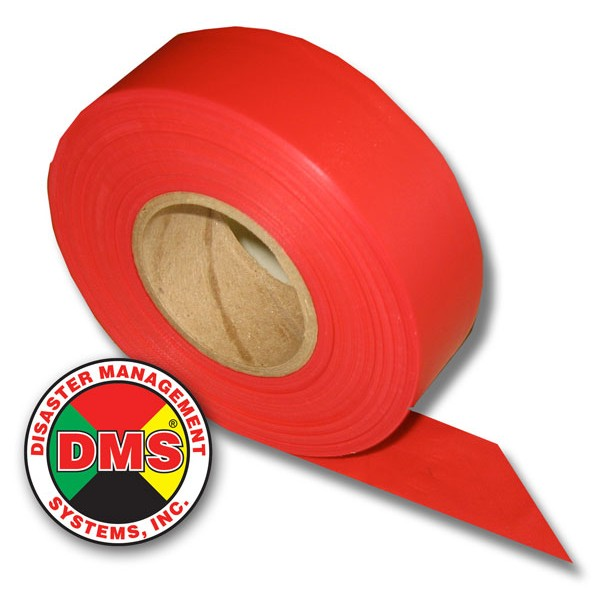 DISASTER MANAGEMENT
DMS®
SYSTEMS, INC.